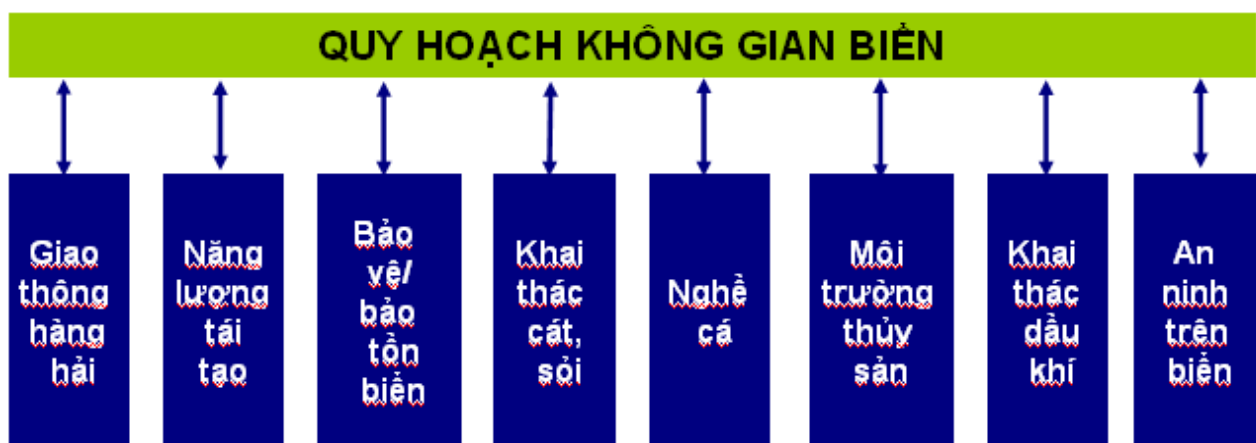 QUY HOẠCH KHÔNG GIAN BIỂN
Giao
thông
hàng
hải
Năng
lượng
tái
tạo
Bảo
vệ/
bảo
tồn
biển
Khai
thác
cát,
sỏi
Nghề
cá
Môi
trường
thủy
sản
Khai
thác
dầu
khí
An
ninh
trên
biển